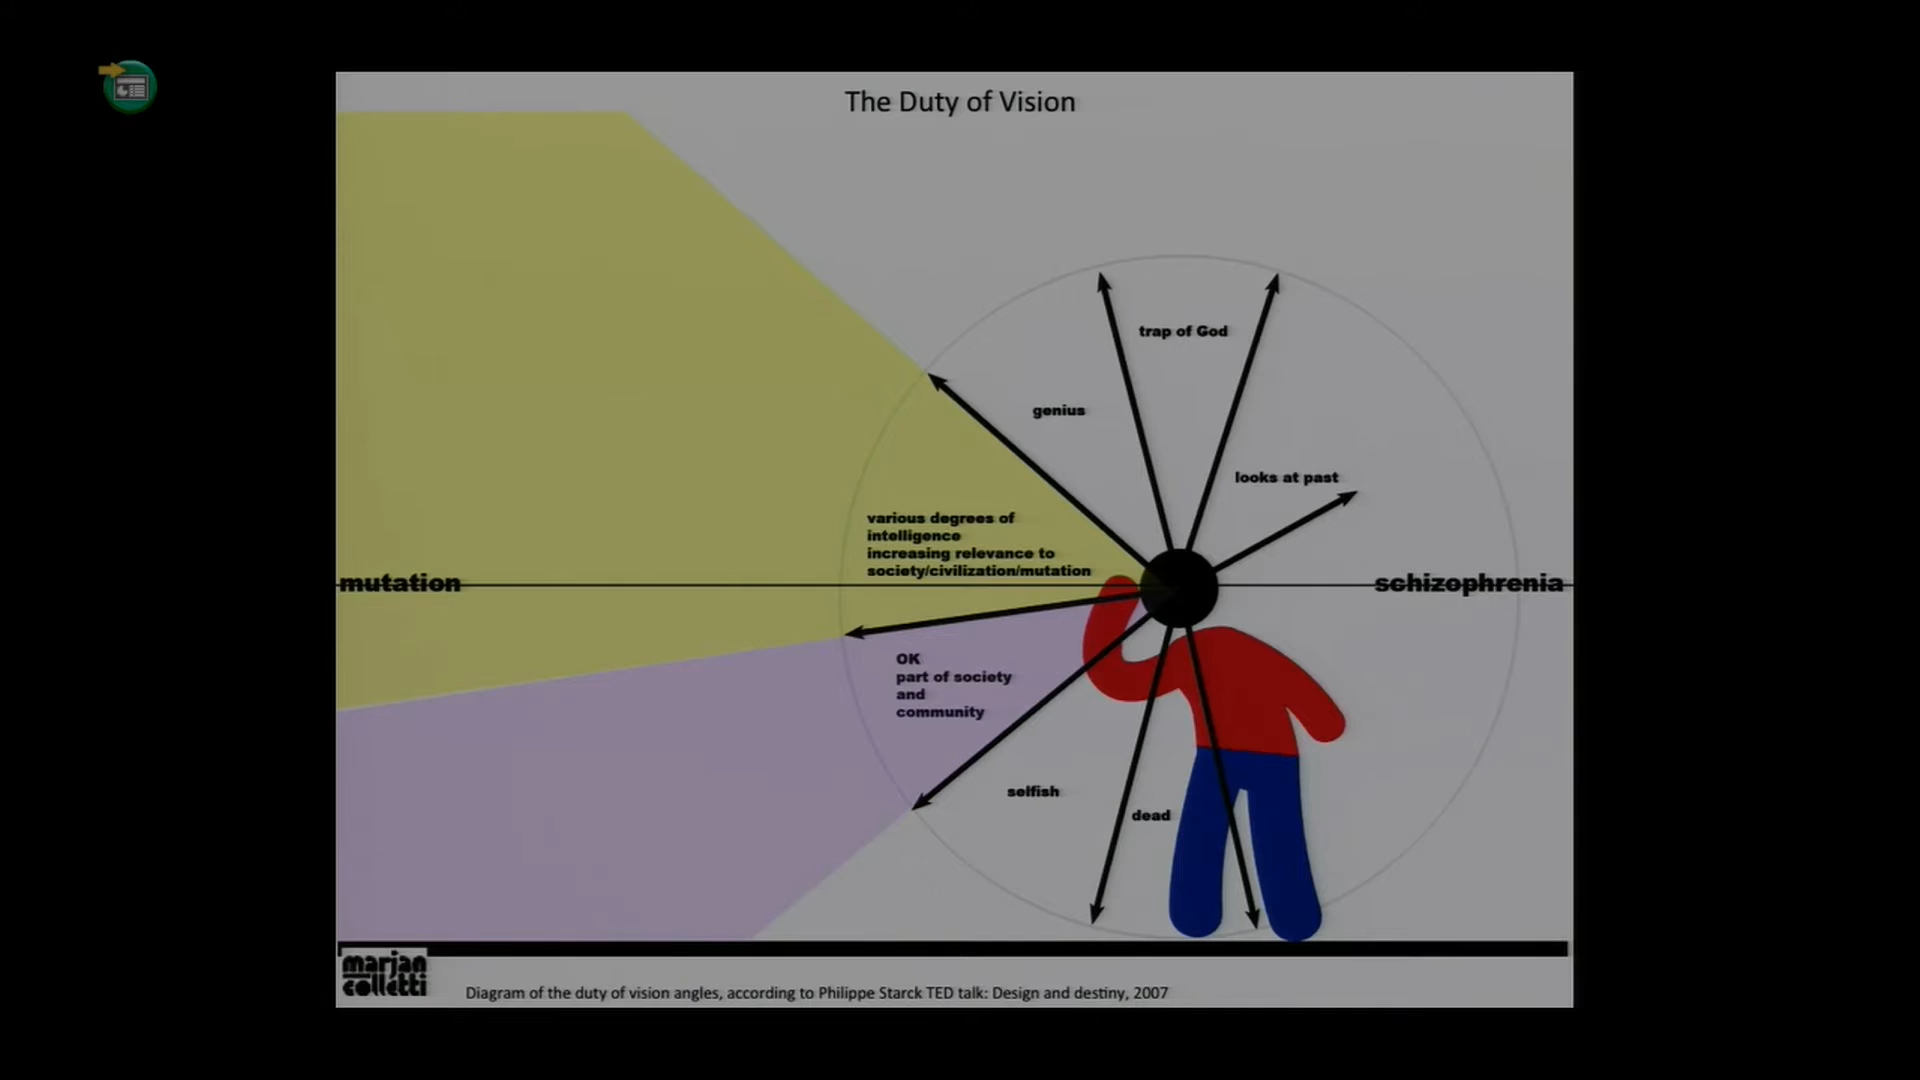 The Duty of Vision
trap of God
genius
looks at past
various degrees of
intelligence
increasing relevance to
society/civilization/mutation
mutation
schizophrenia
OK
part of society
and
community
selfish
dead
marjan
colletti
Diagram of the duty of vision angles, according to Philippe Starck TED talk: Design and destiny, 2007